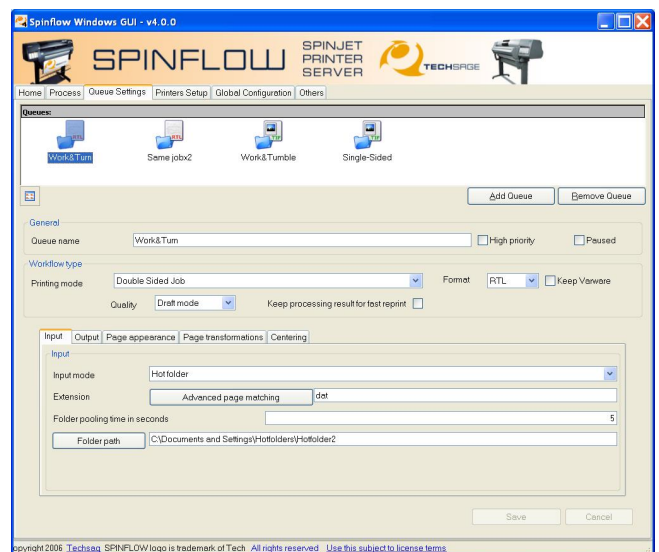 Spinflow Windows GUI - v4.0.0
SPINFLOW
SPINJET
PRINTER
SERVER
TECHSAGE
Home Process Queue Settings Printers Setup Global Configuration Others
Queues:
RTL RTL TIF TIF
Work&Turn Same jobx2 Work&Tumble Single-Sided
Add Queue Remove Queue
General
Queue name Work&Turn High priority Paused
Workflow type
Printing mode Double Sided Job Format RTL Keep Varware
Quality Draft mode Keep processing result for fast reprint
Input Output Page appearance Page transformations Centering
Input
Input mode Hotfolder
Extension Advanced page matching dat
Folder pooling time in seconds 5
Folder path C:\Documents and Settings\Hotfolders\Hotfolder2
Save Cancel
opyright 2006 Techsag SPINFLOW logo is trademark of Tech All rights reserved Use this subject to license terms